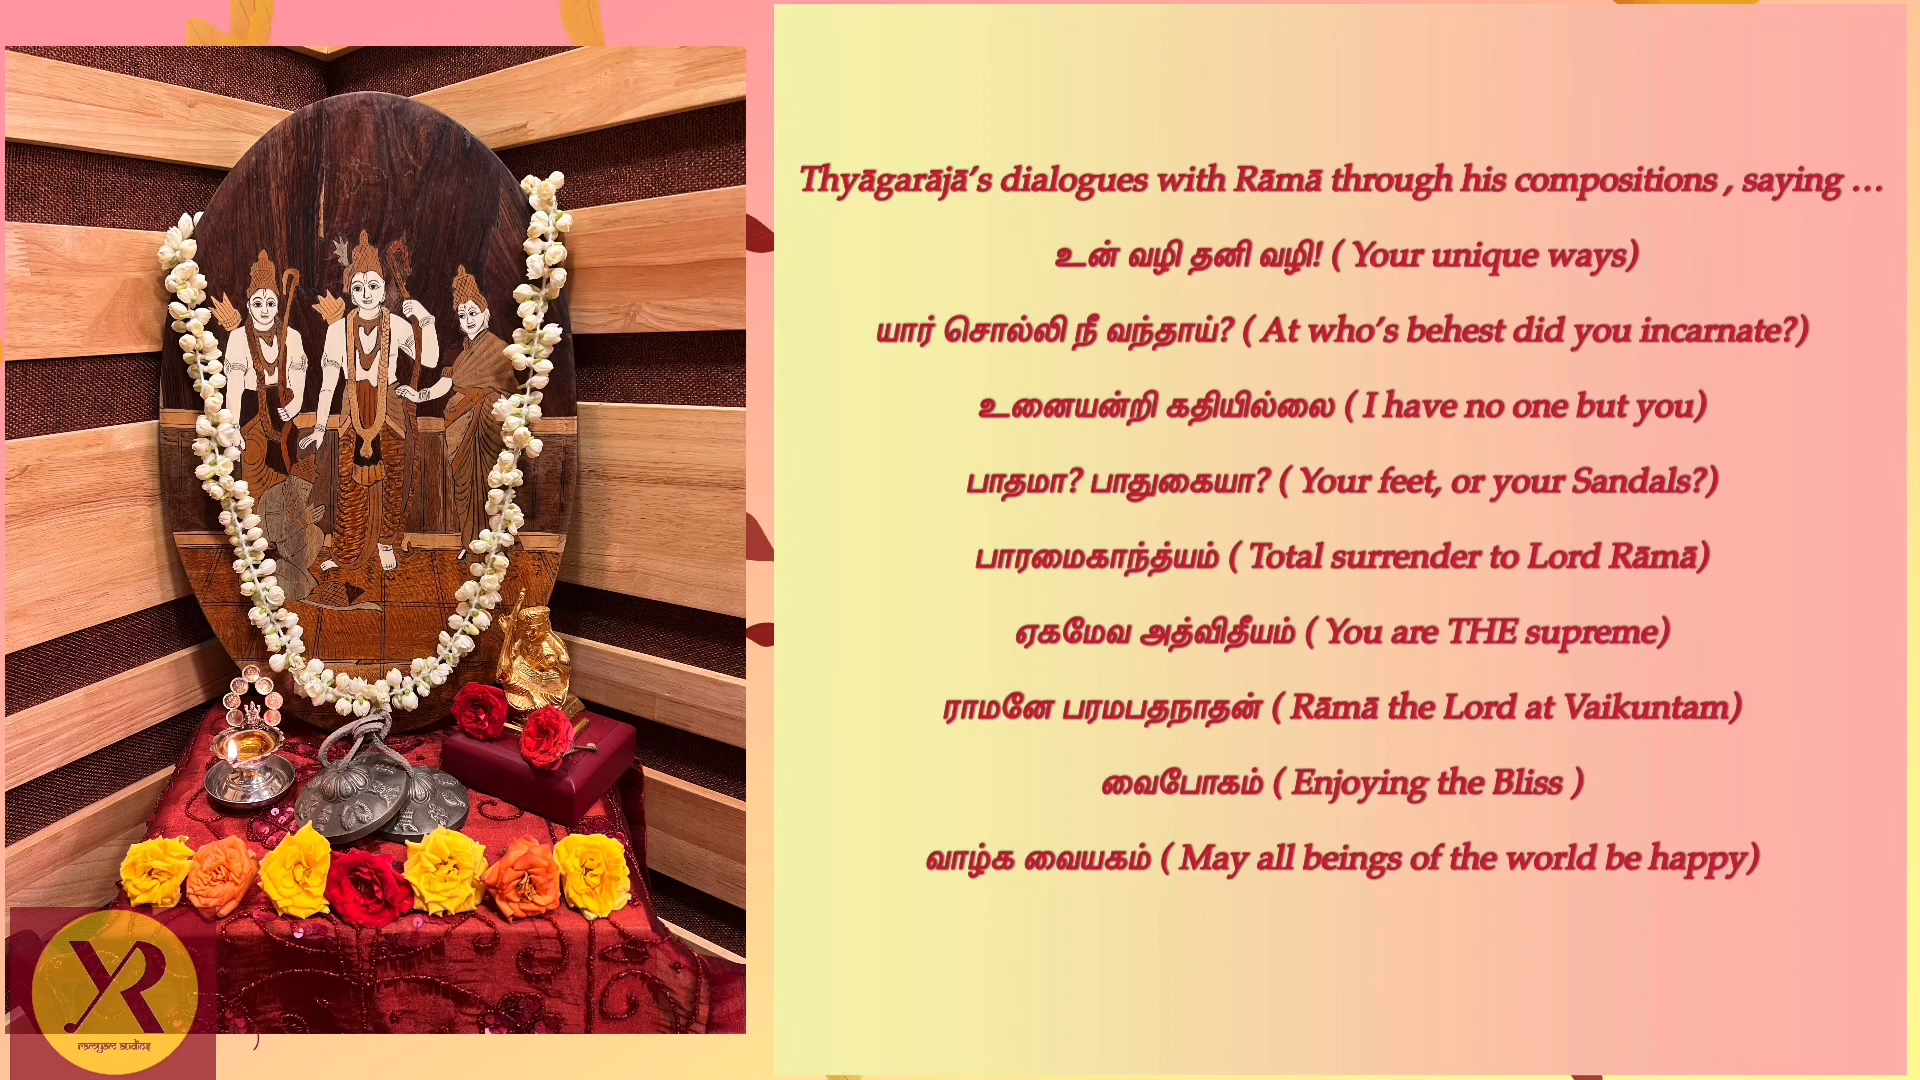 Thyāgarājā’s dialogues with Rāmā through his compositions , saying ...
உன் வழி தனி வழி! ( Your unique ways)
யார் சொல்லி நீ வந்தாய்? ( At who’s behest did you incarnate?)
உனையன்றி கதியில்லை ( I have no one but you)
பாதமா? பாதுகையா? ( Your feet, or your Sandals?)
பாரமைகாந்த்யம் ( Total surrender to Lord Rāmā)
ஏகமேவ அத்விதீயம் ( You are THE supreme)
ராமனே பரமபதநாதன் ( Rāmā the Lord at Vaikuntam)
வைபோகம் ( Enjoying the Bliss )
வாழ்க வையகம் ( May all beings of the world be happy)
ramyam audios